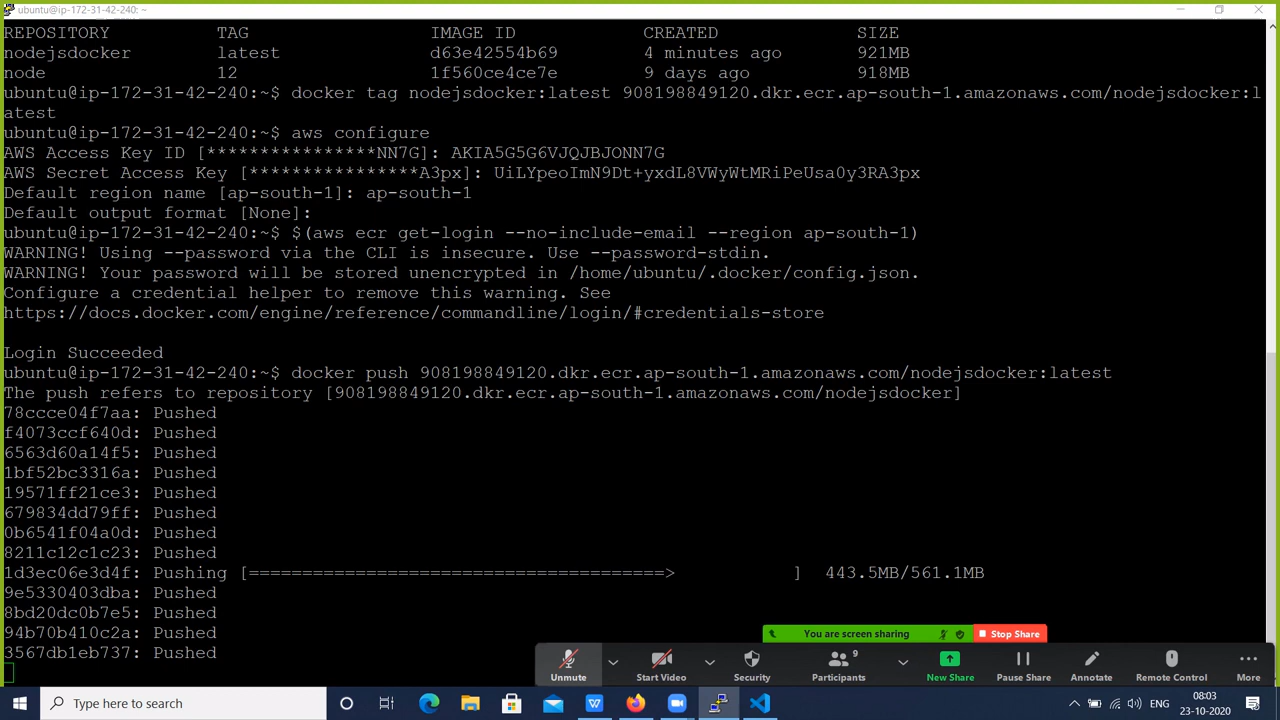 ubuntu@ip-172-31-42-240: ~
REPOSITORY TAG IMAGE ID CREATED SIZE
nodejsdocker latest d63e42554b69 4 minutes ago 921MB
node 12 1f560ce4ce7e 9 days ago 918MB
ubuntu@ip-172-31-42-240:~$ docker tag nodejsdocker:latest 908198849120.dkr.ecr.ap-south-1.amazonaws.com/nodejsdocker:l
atest
ubuntu@ip-172-31-42-240:~$ aws configure
AWS Access Key ID [****************NN7G]: AKIA5G5G6VJQJBJONN7G
AWS Secret Access Key [****************A3px]: 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
Default region name [ap-south-1]: ap-south-1
Default output format [None]:
ubuntu@ip-172-31-42-240:~$ $(aws ecr get-login --no-include-email --region ap-south-1)
WARNING! Using --password via the CLI is insecure. Use --password-stdin.
WARNING! Your password will be stored unencrypted in /home/ubuntu/.docker/config.json.
Configure a credential helper to remove this warning. See
https://docs.docker.com/engine/reference/commandline/login/#credentials-store
Login Succeeded
ubuntu@ip-172-31-42-240:~$ docker push 908198849120.dkr.ecr.ap-south-1.amazonaws.com/nodejsdocker:latest
The push refers to repository [908198849120.dkr.ecr.ap-south-1.amazonaws.com/nodejsdocker]
78ccce04f7aa: Pushed
f4073ccf640d: Pushed
6563d60a14f5: Pushed
1bf52bc3316a: Pushed
19571ff21ce3: Pushed
679834dd79ff: Pushed
0b6541f04a0d: Pushed
8211c12c1c23: Pushed
1d3ec06e3d4f: Pushing [=======================================> ] 443.5MB/561.1MB
9e5330403dba: Pushed
8bd20dc0b7e5: Pushed
94b70b410c2a: Pushed
3567db1eb737: Pushed
You are screen sharing Stop Share
9
Unmute Start Video Security Participants New Share Pause Share Annotate Remote Control More
Type here to search
ENG
08:03
23-10-2020